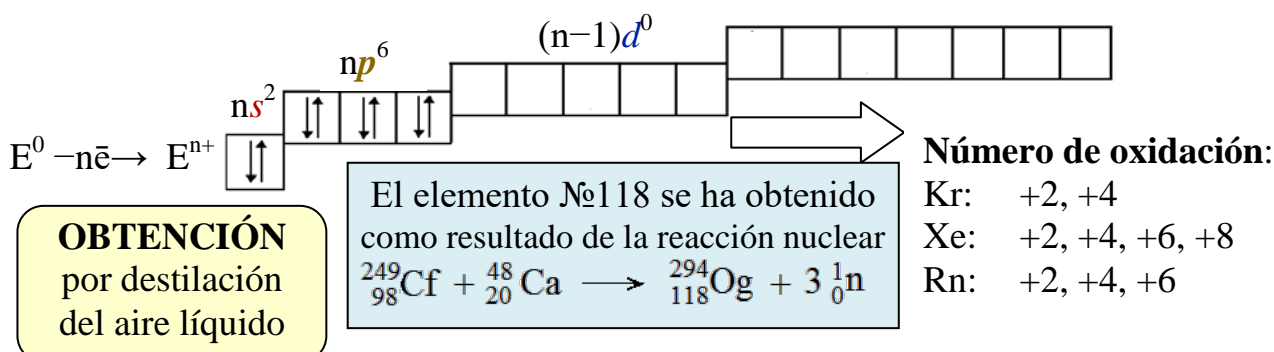 (n−1)d⁰
np⁶
ns²
E⁰ −nē→ Eⁿ⁺
OBTENCIÓN
por destilación
del aire líquido
El elemento №118 se ha obtenido
como resultado de la reacción nuclear
²⁴⁹₉₈Cf + ⁴⁸₂₀Ca ⟶ ²⁹⁴₁₁₈Og + 3 ¹₀n
Número de oxidación:
Kr: +2, +4
Xe: +2, +4, +6, +8
Rn: +2, +4, +6